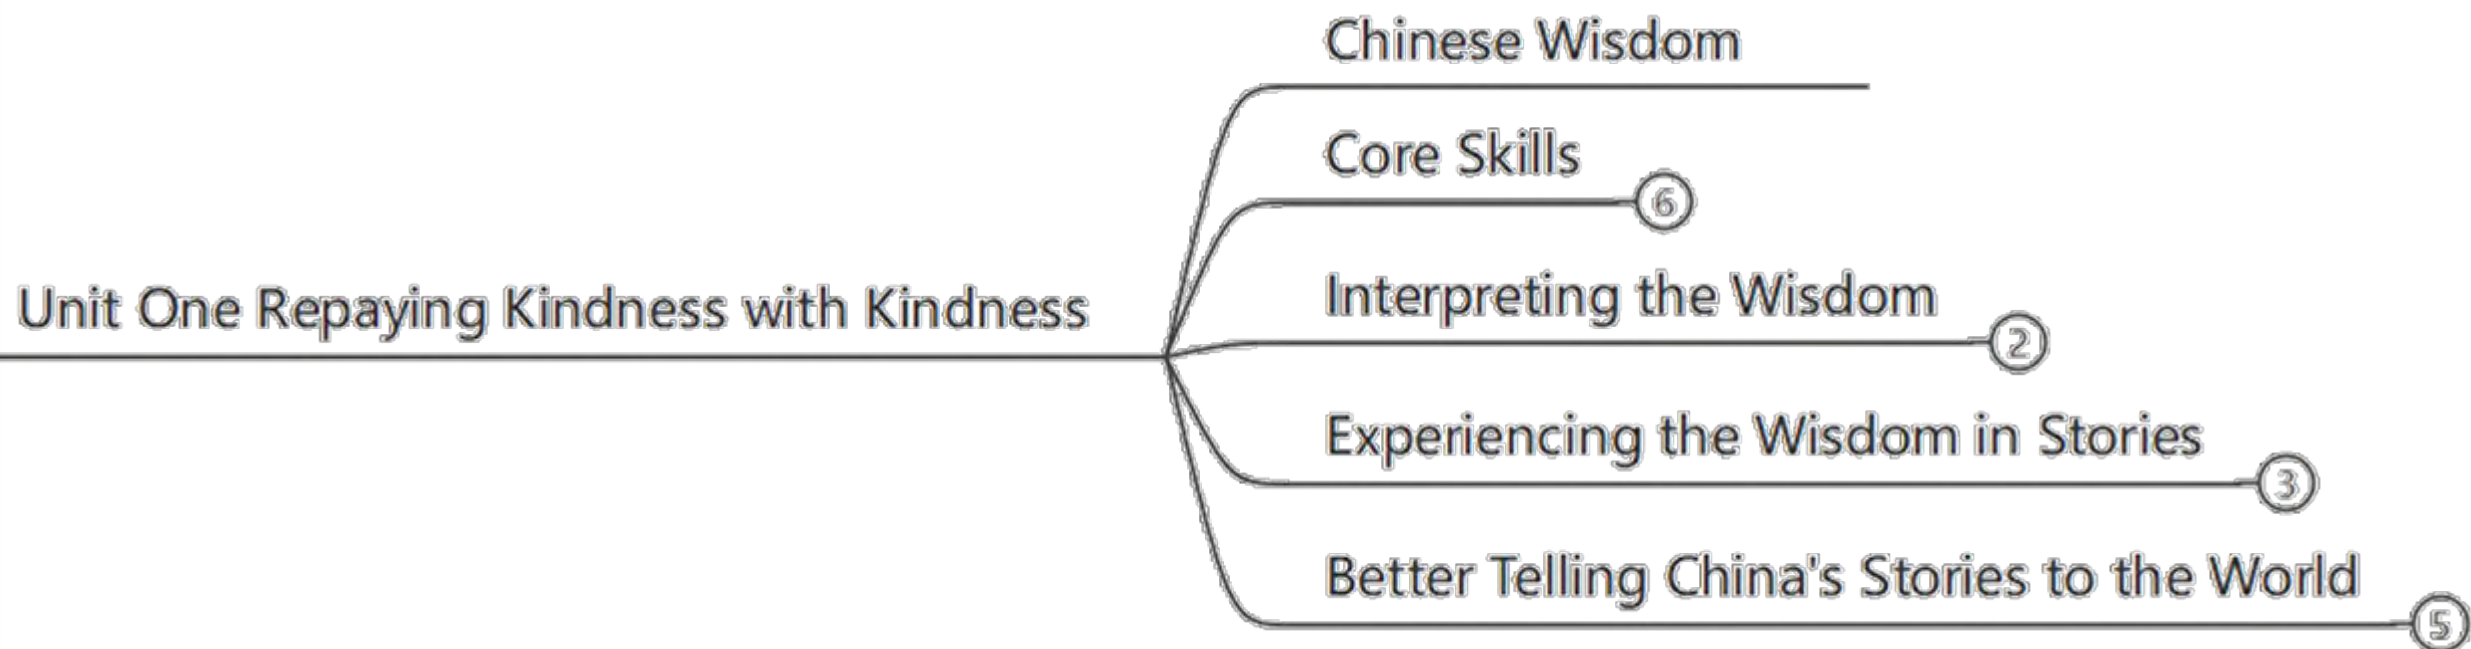 Chinese Wisdom
Core Skills
6
Unit One Repaying Kindness with Kindness
Interpreting the Wisdom
2
Experiencing the Wisdom in Stories
3
Better Telling China's Stories to the World
5